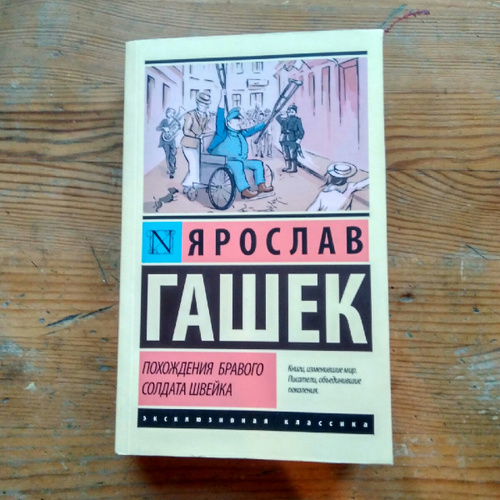 N ЯРОСЛАВ
ГАШЕК
ПОХОЖДЕНИЯ БРАВОГО
СОЛДАТА ШВЕЙКА
Книги, изменившие мир.
Писатели, объединившие
поколения.
эксклюзивная классика